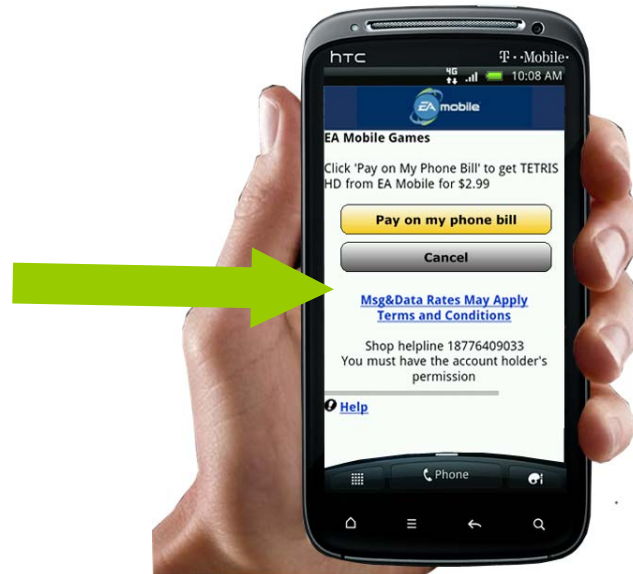 hTC
T··Mobile·
4G
10:08 AM
EA mobile
EA Mobile Games
Click 'Pay on My Phone Bill' to get TETRIS
HD from EA Mobile for $2.99
Pay on my phone bill
Cancel
Msg&Data Rates May Apply
Terms and Conditions
Shop helpline 18776409033
You must have the account holder's
permission
Help
Phone